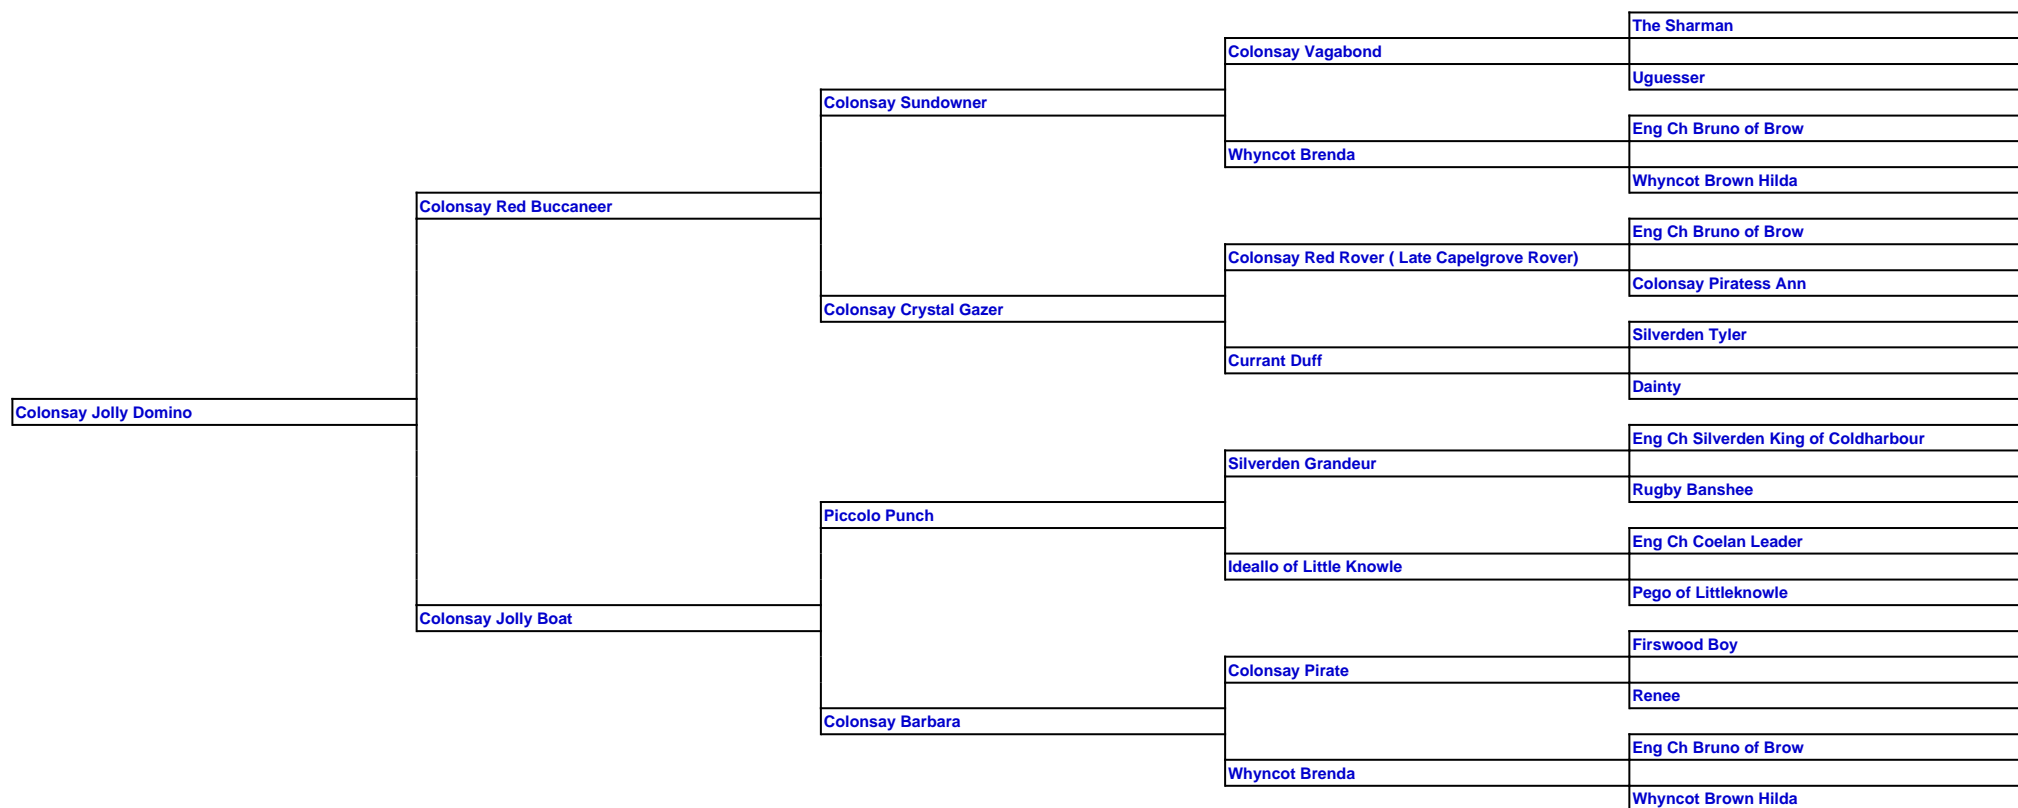 The Sharman
Colonsay Vagabond
Uguesser
Colonsay Sundowner
Eng Ch Bruno of Brow
Whyncot Brenda
Whyncot Brown Hilda
Colonsay Red Buccaneer
Eng Ch Bruno of Brow
Colonsay Red Rover ( Late Capelgrove Rover)
Colonsay Piratess Ann
Colonsay Crystal Gazer
Silverden Tyler
Currant Duff
Dainty
Colonsay Jolly Domino
Eng Ch Silverden King of Coldharbour
Silverden Grandeur
Rugby Banshee
Piccolo Punch
Eng Ch Coelan Leader
Ideallo of Little Knowle
Pego of Littleknowle
Colonsay Jolly Boat
Firswood Boy
Colonsay Pirate
Renee
Colonsay Barbara
Eng Ch Bruno of Brow
Whyncot Brenda
Whyncot Brown Hilda